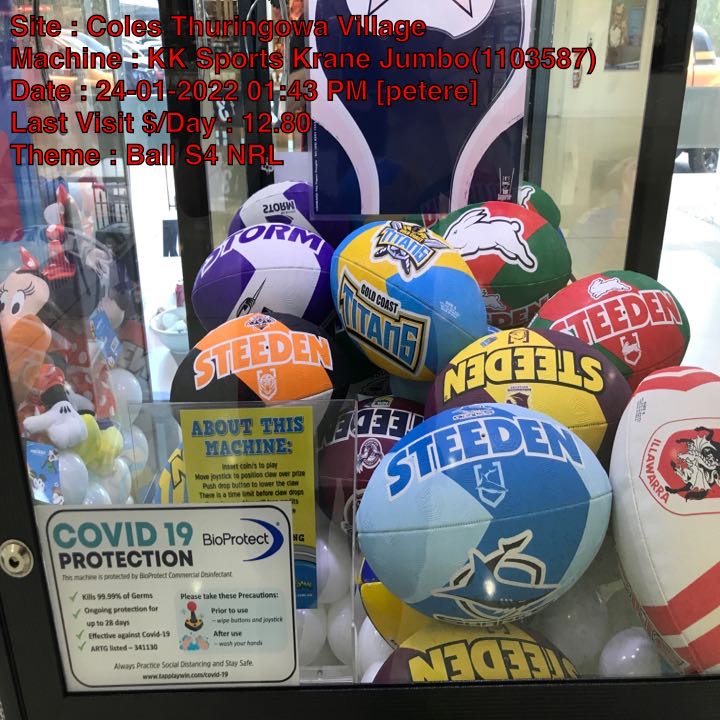 Site : Coles Thuringowa Village
Machine : KK Sports Krane Jumbo(1103587)
Date : 24-01-2022 01:43 PM [petere]
Last Visit $/Day : 12.80
Theme : Ball S4 NRL
STORM
STORM
TITANS
GOLD COAST
TITANS
STEEDEN
STEEDEN
STEEDEN
STEEDEN
STEEDEN
ILLAWARRA
STEEDEN
ABOUT THIS
MACHINE:
Insert coin/s to play
Move joystick to position claw over prize
Push drop button to lower the claw
There is a time limit before claw drops
COVID 19
PROTECTION
BioProtect
This machine is protected by BioProtect Commercial Disinfectant.
Kills 99.99% of Germs
Ongoing protection for
up to 28 days
Effective against Covid-19
ARTG listed – 341130
Please take these Precautions:
Prior to use
– wipe buttons and joystick
After use
– wash your hands
Always Practice Social Distancing and Stay Safe.
www.tapplaywin.com/covid-19